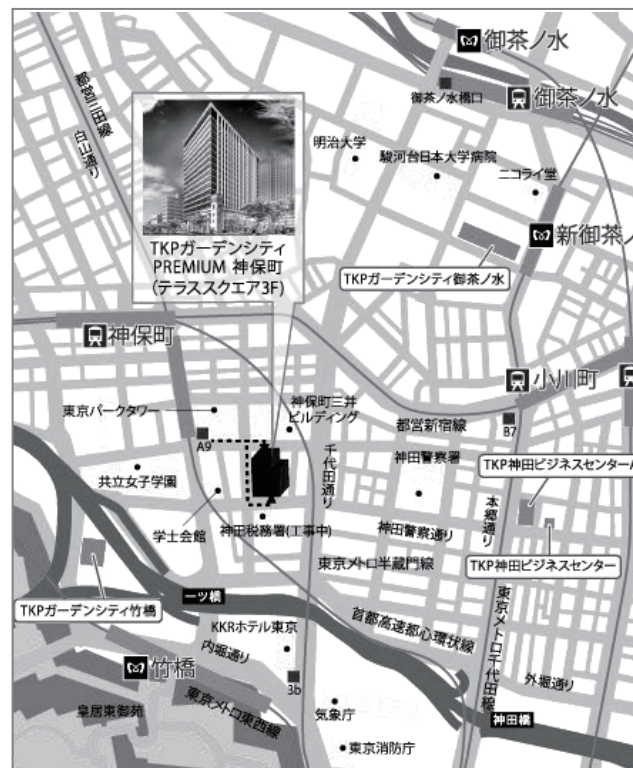 御茶ノ水
御茶ノ水橋口
御茶ノ水
都営三田線
白山通り
明治大学
駿河台日本大学病院
ニコライ堂
新御茶ノ
TKPガーデンシティ
PREMIUM 神保町
(テラススクエア3F)
TKPガーデンシティ御茶ノ水
神保町
小川町
東京パークタワー
神保町三井
ビルディング
都営新宿線
B7
A9
千代田通り
神田警察署
TKP神田ビジネスセンターA
共立女子学園
本郷通り
学士会館
神田税務署(工事中)
神田警察通り
東京メトロ半蔵門線
TKP神田ビジネスセンター
TKPガーデンシティ竹橋
一ツ橋
首都高速都心環状線
東京メトロ千代田線
KKRホテル東京
内堀通り
竹橋
3b
外堀通り
皇居東御苑
東京メトロ東西線
気象庁
神田橋
東京消防庁